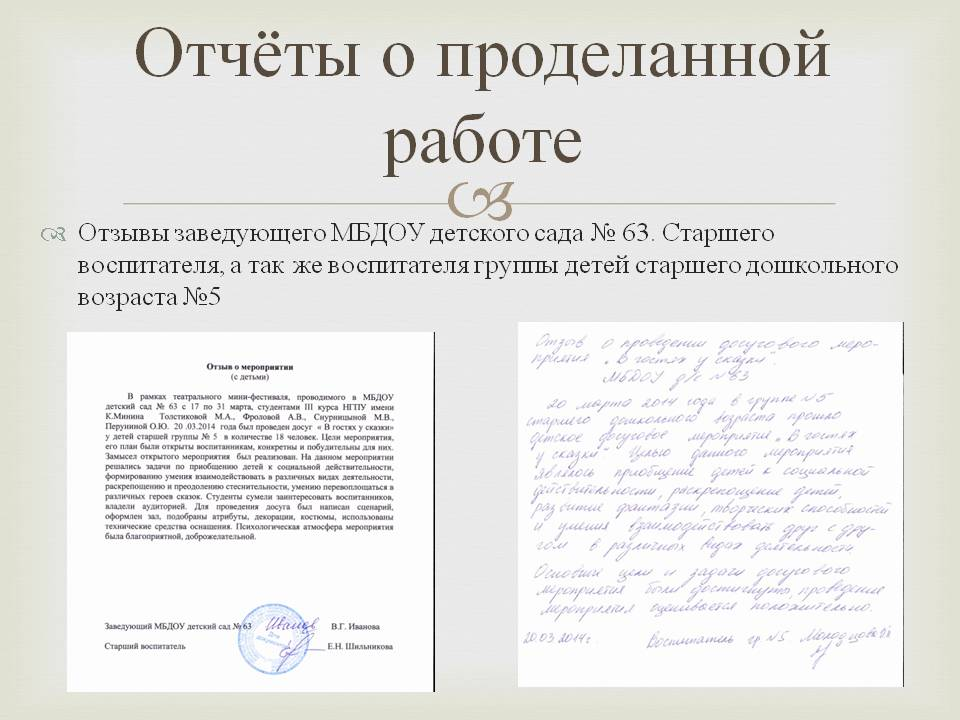 Отчёты о проделанной
работе
Отзывы заведующего МБДОУ детского сада № 63. Старшего
воспитателя, а так же воспитателя группы детей старшего дошкольного
возраста №5
Отзыв о мероприятии
(с детьми)
В рамках театрального мини-фестиваля, проводимого в МБДОУ
детский сад № 63 с 17 по 31 марта, студентами III курса НГПУ имени
К.Минина Толстиковой М.А., Фроловой А.В., Снурницыной М.В.,
Перуниной О.Ю. 20 .03.2014 года был проведен досуг « В гостях у сказки»
у детей старшей группы № 5 в количестве 18 человек. Цели мероприятия,
его план были открыты воспитанникам, конкретны и побудительны для них.
Замысел открытого мероприятия был реализован. На данном мероприятии
решались задачи по приобщению детей к социальной действительности,
формированию умения взаимодействовать в различных видах деятельности,
раскрепощению и преодолению стеснительности, умению перевоплощаться в
различных героев сказок. Студенты сумели заинтересовать воспитанников,
владели аудиторией. Для проведения досуга был написан сценарий,
оформлен зал, подобраны атрибуты, декорации, костюмы, использованы
технические средства оснащения. Психологическая атмосфера мероприятия
была благоприятной, доброжелательной.
Заведующий МБДОУ детский сад № 63 Иванов В.Г. Иванова
Старший воспитатель Е.Н. Шильникова
Для документов
Отзыв о проведении досугового меро-
приятия „В гостях у сказки".
МБДОУ д/с №63
20 марта 2014 года в группе №5
старшего дошкольного возраста прошло
детское досуговое мероприятие „В гостях
у сказки" Целью данного мероприятия
являлось приобщение детей к социальной
действительности, раскрепощение детей,
развитие фантазии, творческих способностей
и умения взаимодействовать друг с дру-
гом в различных видах деятельности
Основные цели и задачи досугового
мероприятия были достигнуты, проведение
мероприятия оценивается положительно.
20.03.2014г Воспитатель гр №5